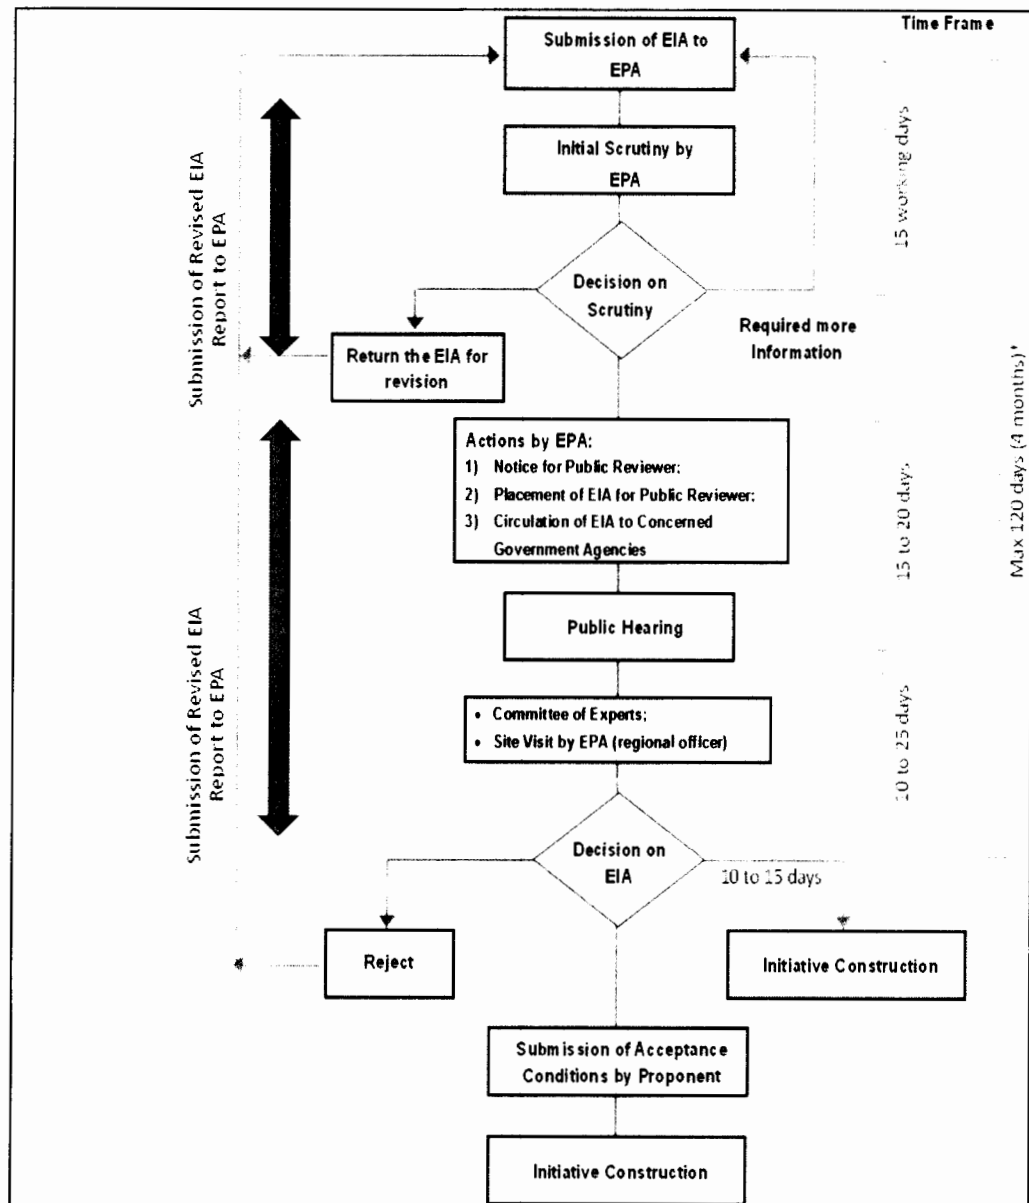 Time Frame
Submission of EIA to
EPA
Initial Scrutiny by
EPA
15 working days
Submission of Revised EIA
Report to EPA
Decision on
Scrutiny
Required more
Information
Return the EIA for
revision
Max 120 days (4 months)*
Actions by EPA:
1) Notice for Public Reviewer;
2) Placement of EIA for Public Reviewer;
3) Circulation of EIA to Concerned
Government Agencies
15 to 20 days
Public Hearing
Submission of Revised EIA
Report to EPA
• Committee of Experts;
• Site Visit by EPA (regional officer)
10 to 25 days
Decision on
EIA
10 to 15 days
Reject
Initiative Construction
Submission of Acceptance
Conditions by Proponent
Initiative Construction